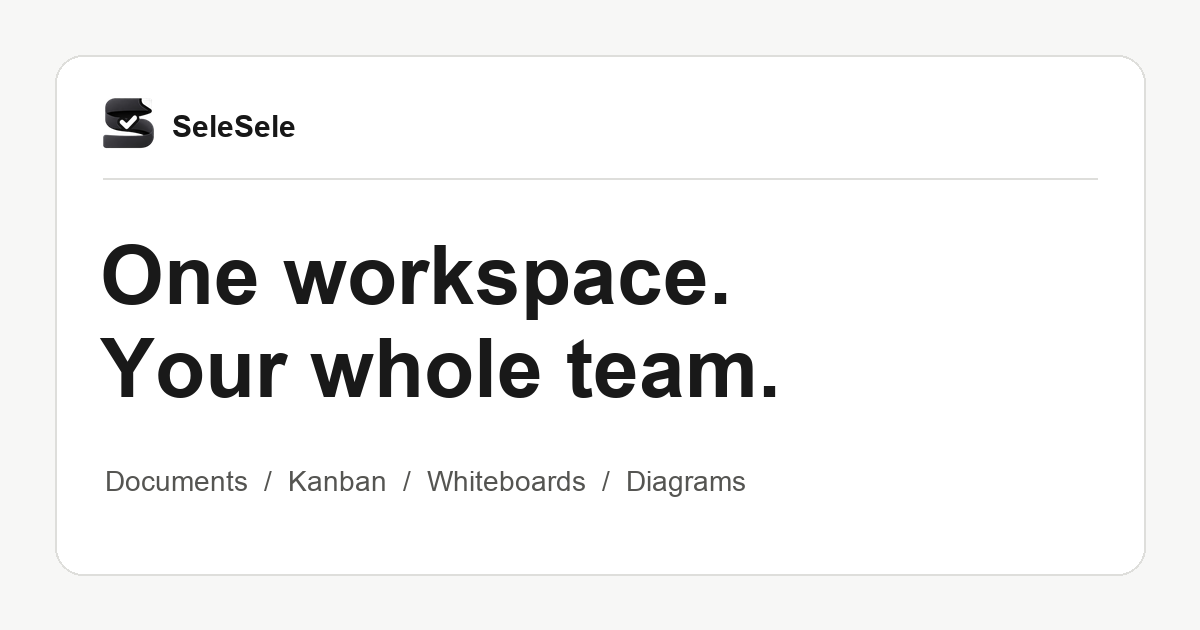 SeleSele
One workspace.
Your whole team.
Documents / Kanban / Whiteboards / Diagrams